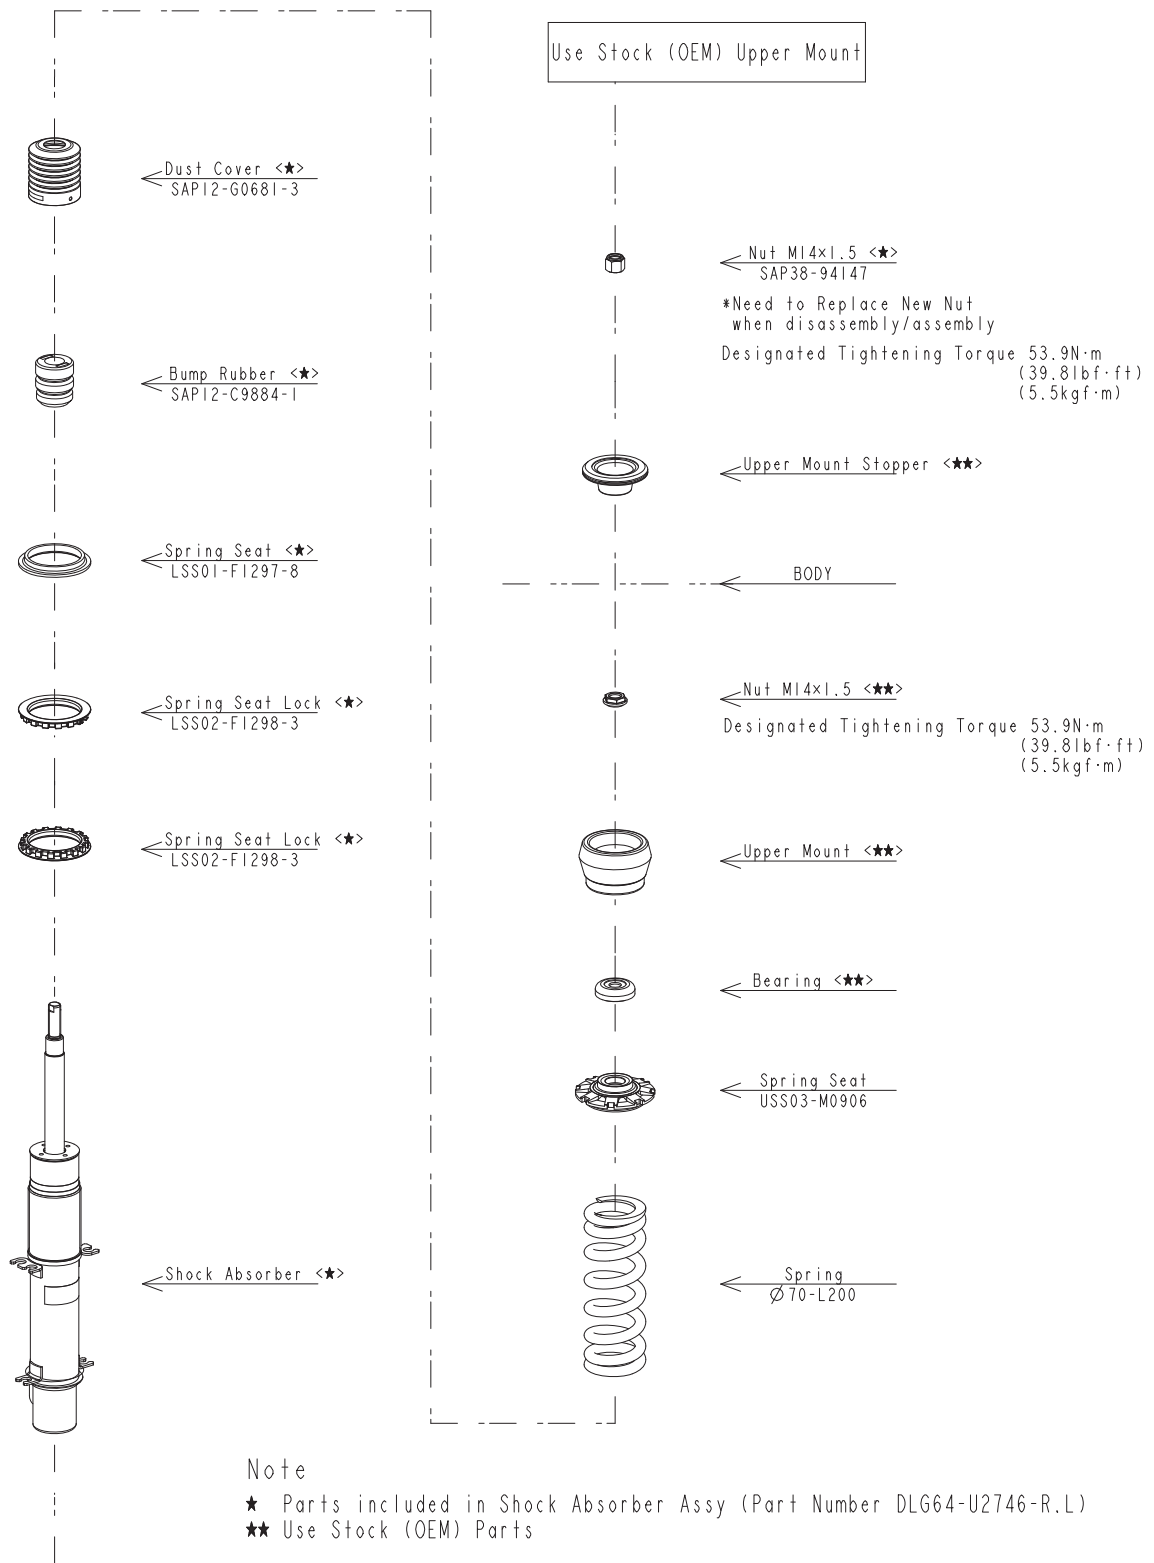 Use Stock (OEM) Upper Mount
Dust Cover <★>
SAP12-G0681-3
Bump Rubber <★>
SAP12-C9884-1
Spring Seat <★>
LSS01-F1297-8
Spring Seat Lock <★>
LSS02-F1298-3
Spring Seat Lock <★>
LSS02-F1298-3
Shock Absorber <★>
Nut M14×1.5 <★>
SAP38-94147
*Need to Replace New Nut
when disassembly/assembly
Designated Tightening Torque 53.9N·m
(39.8lbf·ft)
(5.5kgf·m)
Upper Mount Stopper <★★>
BODY
Nut M14×1.5 <★★>
Designated Tightening Torque 53.9N·m
(39.8lbf·ft)
(5.5kgf·m)
Upper Mount <★★>
Bearing <★★>
Spring Seat
USS03-M0906
Spring
∅70-L200
Note
★ Parts included in Shock Absorber Assy (Part Number DLG64-U2746-R.L)
★★ Use Stock (OEM) Parts